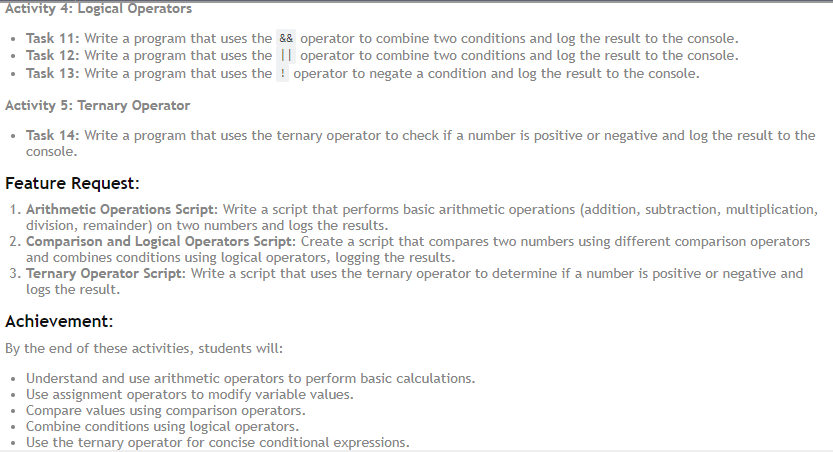 Activity 4: Logical Operators
• Task 11: Write a program that uses the && operator to combine two conditions and log the result to the console.
• Task 12: Write a program that uses the || operator to combine two conditions and log the result to the console.
• Task 13: Write a program that uses the ! operator to negate a condition and log the result to the console.
Activity 5: Ternary Operator
• Task 14: Write a program that uses the ternary operator to check if a number is positive or negative and log the result to the
console.
Feature Request:
1. Arithmetic Operations Script: Write a script that performs basic arithmetic operations (addition, subtraction, multiplication,
division, remainder) on two numbers and logs the results.
2. Comparison and Logical Operators Script: Create a script that compares two numbers using different comparison operators
and combines conditions using logical operators, logging the results.
3. Ternary Operator Script: Write a script that uses the ternary operator to determine if a number is positive or negative and
logs the result.
Achievement:
By the end of these activities, students will:
• Understand and use arithmetic operators to perform basic calculations.
• Use assignment operators to modify variable values.
• Compare values using comparison operators.
• Combine conditions using logical operators.
• Use the ternary operator for concise conditional expressions.